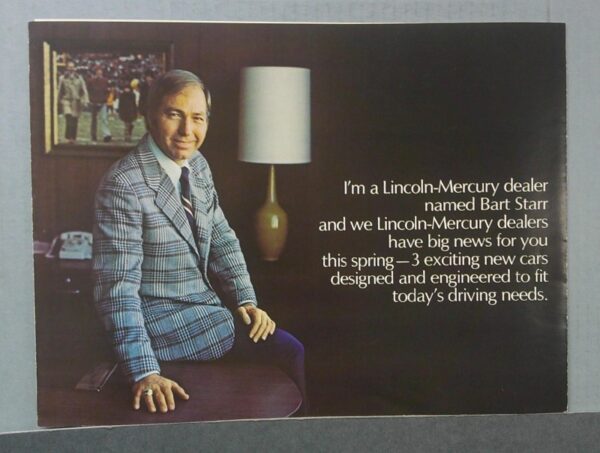 I'm a Lincoln-Mercury dealer
named Bart Starr
and we Lincoln-Mercury dealers
have big news for you
this spring—3 exciting new cars
designed and engineered to fit
today's driving needs.